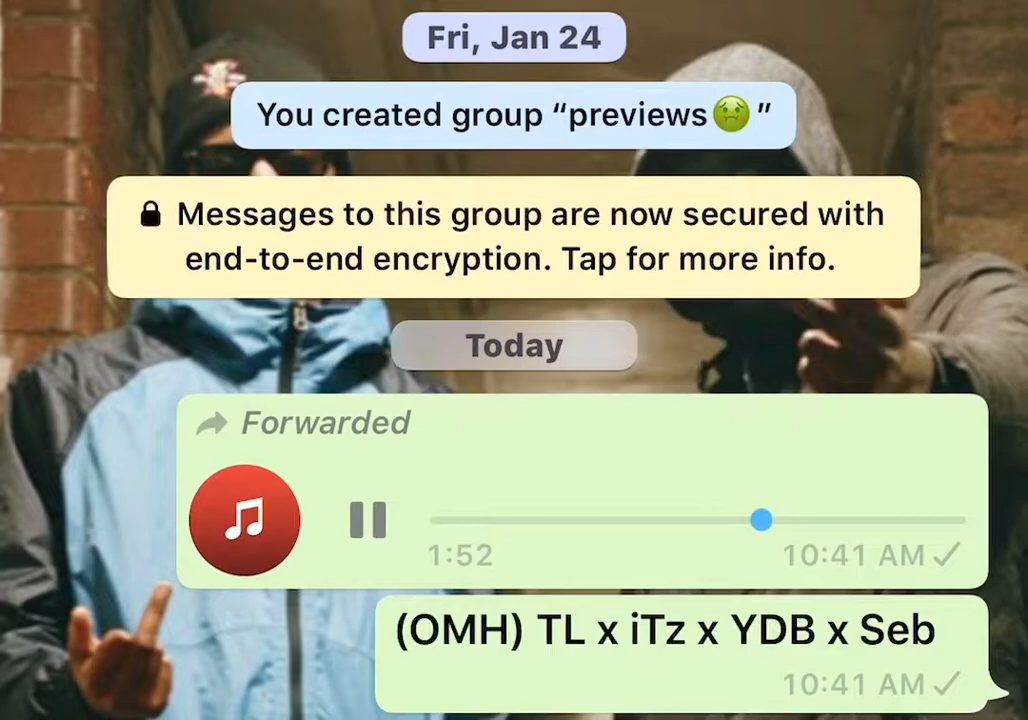 Fri, Jan 24
You created group “previews🤢”
🔒 Messages to this group are now secured with
end-to-end encryption. Tap for more info.
Today
Forwarded
1:52 10:41 AM ✓
(OMH) TL x iTz x YDB x Seb
10:41 AM ✓